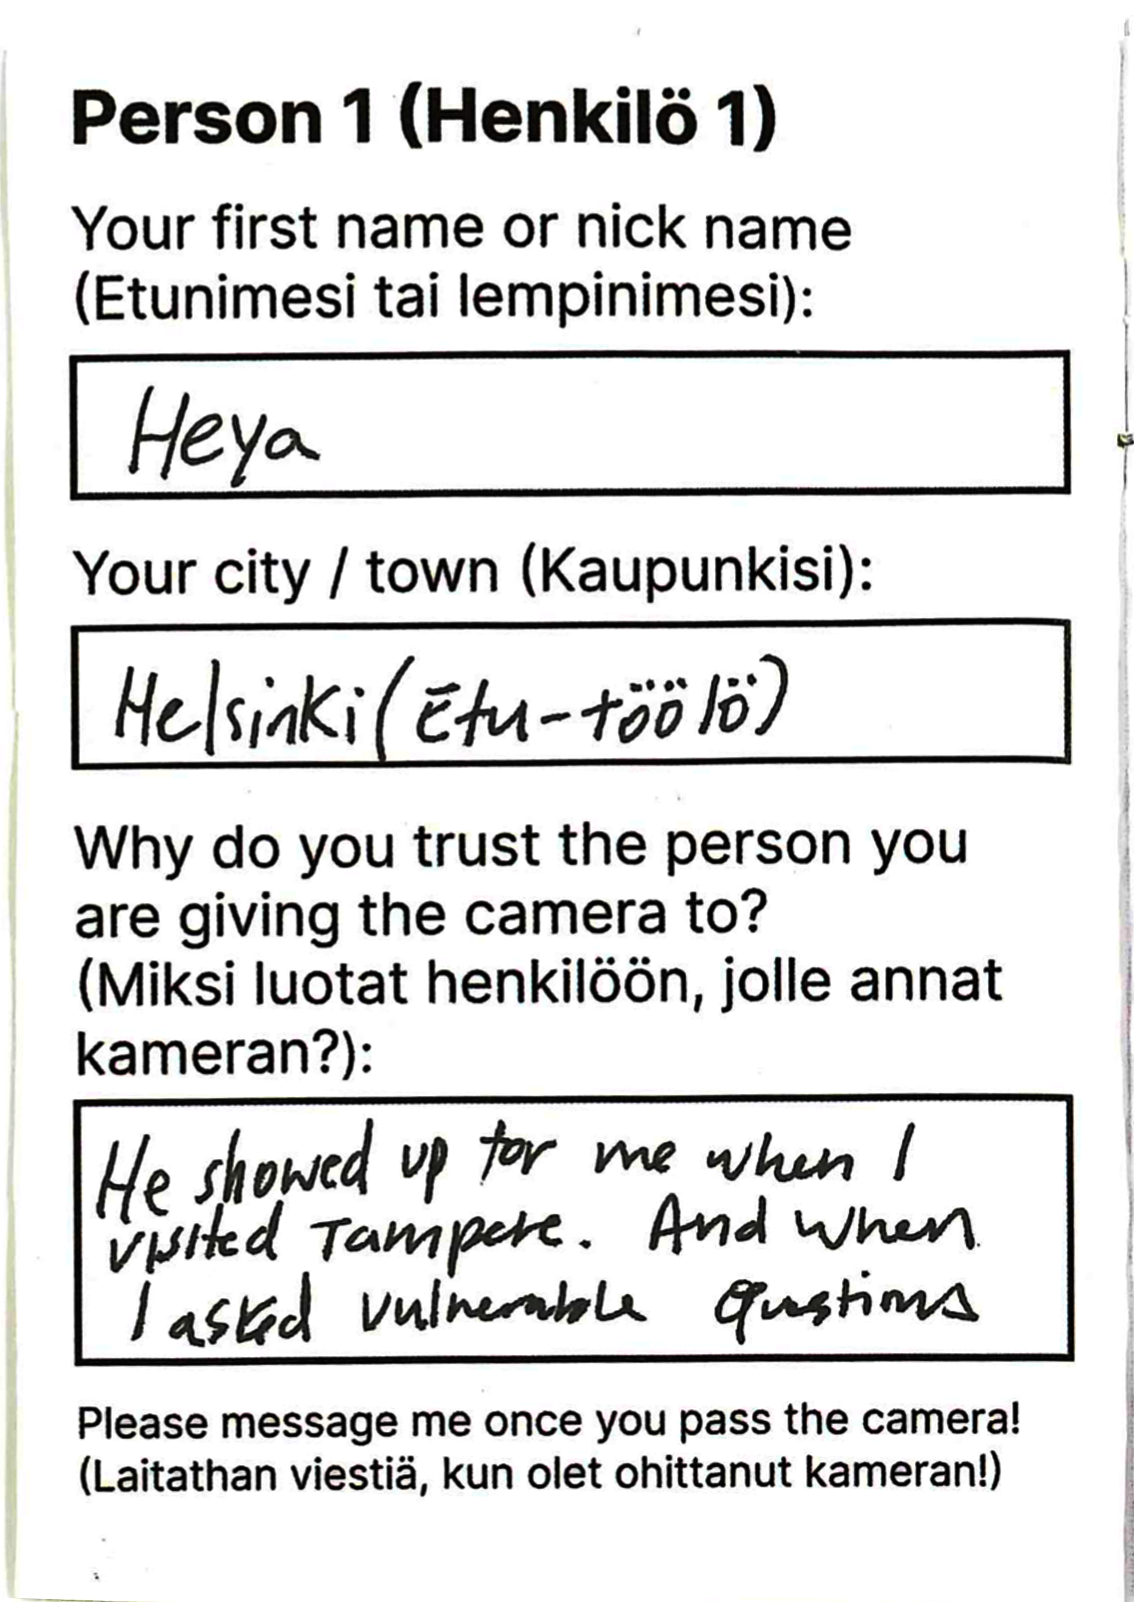 Person 1 (Henkilö 1)
Your first name or nick name
(Etunimesi tai lempinimesi):
Heya
Your city / town (Kaupunkisi):
Helsinki (Etu-töölö)
Why do you trust the person you
are giving the camera to?
(Miksi luotat henkilöön, jolle annat
kameran?):
He showed up for me when I
visited Tampere. And when
I asked vulnerable questions
Please message me once you pass the camera!
(Laitathan viestiä, kun olet ohittanut kameran!)